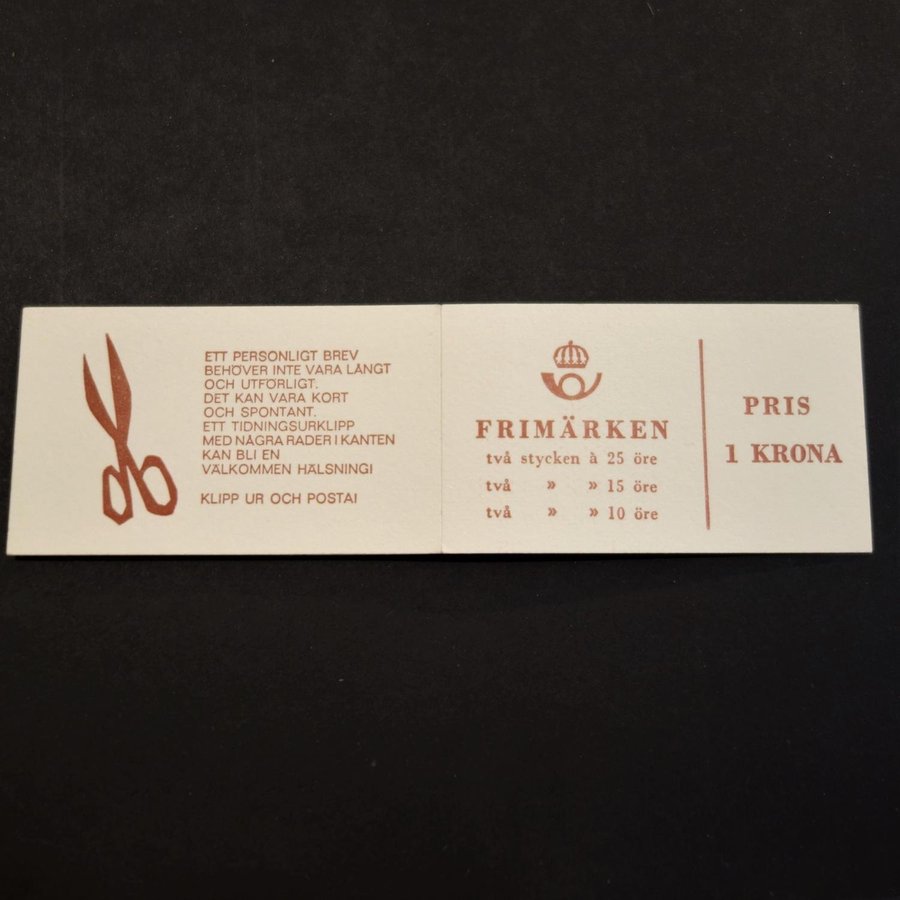 ETT PERSONLIGT BREV
BEHÖVER INTE VARA LÅNGT
OCH UTFÖRLIGT.
DET KAN VARA KORT
OCH SPONTANT.
ETT TIDNINGSURKLIPP
MED NÅGRA RADER I KANTEN
KAN BLI EN
VÄLKOMMEN HÄLSNING!
KLIPP UR OCH POSTA!
FRIMÄRKEN
två stycken à 25 öre
två » » 15 öre
två » » 10 öre
PRIS
1 KRONA